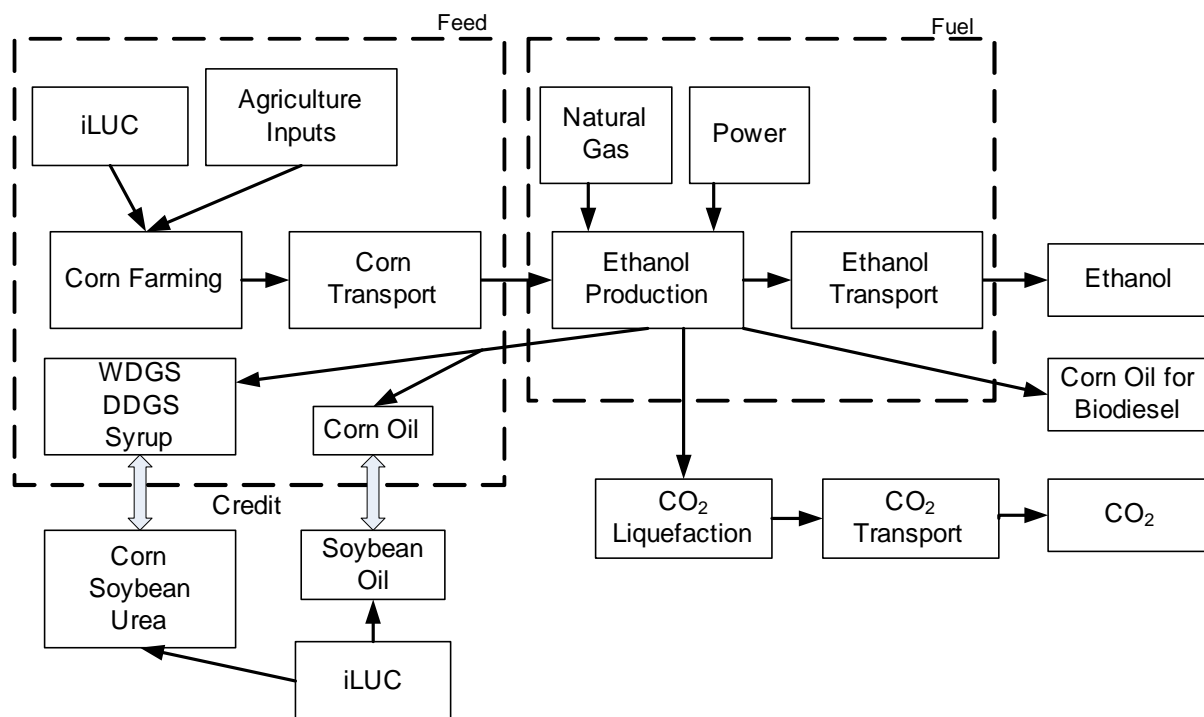 Feed
Fuel
iLUC
Agriculture
Inputs
Natural
Gas
Power
Corn Farming
Corn
Transport
Ethanol
Production
Ethanol
Transport
Ethanol
WDGS
DDGS
Syrup
Corn Oil
Corn Oil for
Biodiesel
Credit
CO₂
Liquefaction
CO₂
Transport
CO₂
Corn
Soybean
Urea
Soybean
Oil
iLUC